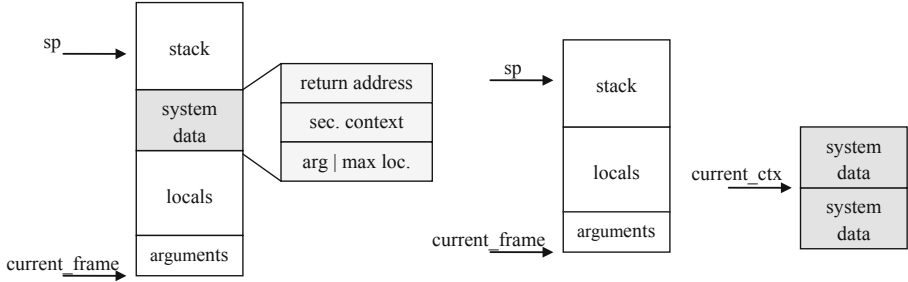 sp
stack
return address
system
data
sec. context
arg | max loc.
locals
arguments
current_frame
sp
stack
locals
arguments
current_frame
current_ctx
system
data
system
data